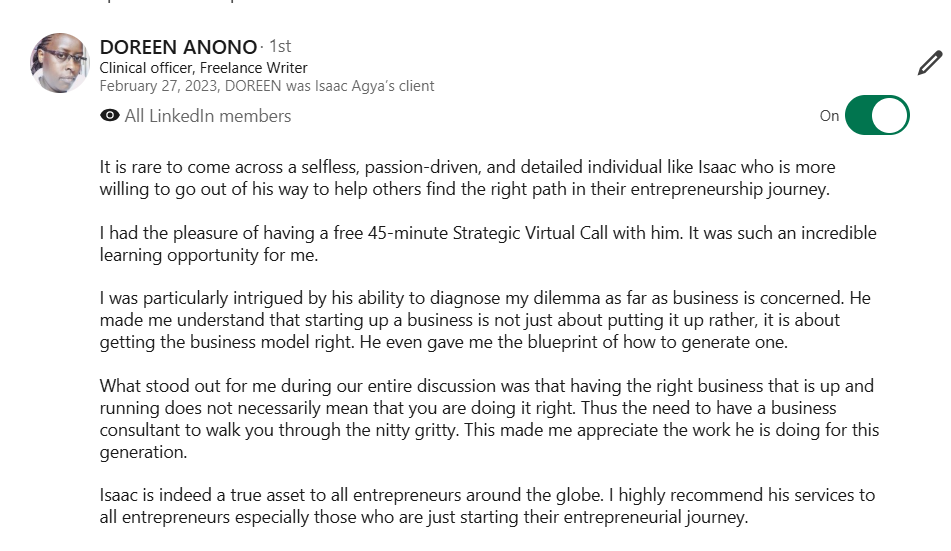 DOREEN ANONO · 1st
Clinical officer, Freelance Writer
February 27, 2023, DOREEN was Isaac Agya's client
All LinkedIn members
On
It is rare to come across a selfless, passion-driven, and detailed individual like Isaac who is more
willing to go out of his way to help others find the right path in their entrepreneurship journey.
I had the pleasure of having a free 45-minute Strategic Virtual Call with him. It was such an incredible
learning opportunity for me.
I was particularly intrigued by his ability to diagnose my dilemma as far as business is concerned. He
made me understand that starting up a business is not just about putting it up rather, it is about
getting the business model right. He even gave me the blueprint of how to generate one.
What stood out for me during our entire discussion was that having the right business that is up and
running does not necessarily mean that you are doing it right. Thus the need to have a business
consultant to walk you through the nitty gritty. This made me appreciate the work he is doing for this
generation.
Isaac is indeed a true asset to all entrepreneurs around the globe. I highly recommend his services to
all entrepreneurs especially those who are just starting their entrepreneurial journey.